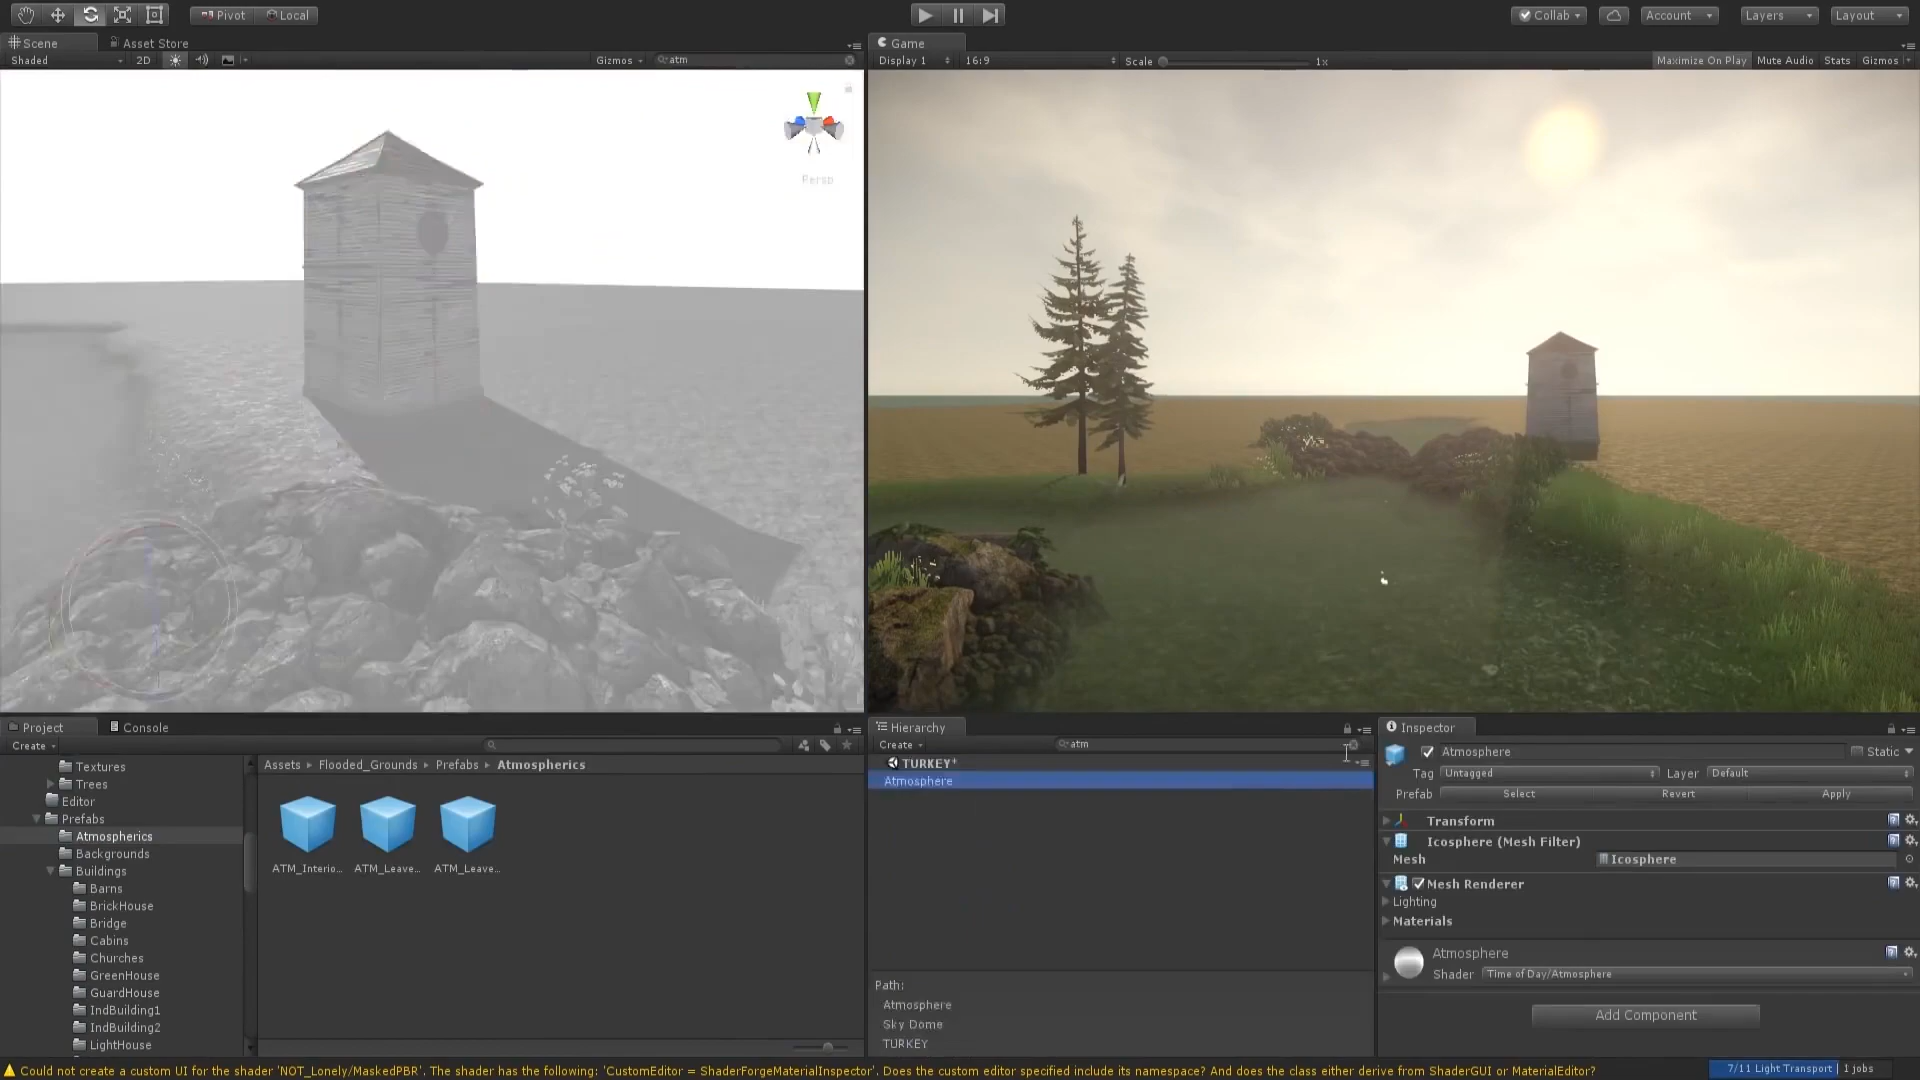 Pivot Local
Collab Account Layers Layout
Scene Asset Store
Shaded 2D Gizmos atm
Persp
Game
Display 1 16:9 Scale 1x Maximize On Play Mute Audio Stats Gizmos
Project Console
Create
Textures
Trees
Editor
Prefabs
Atmospherics
Backgrounds
Buildings
Barns
BrickHouse
Bridge
Cabins
Churches
GreenHouse
GuardHouse
IndBuilding1
IndBuilding2
LightHouse
Assets Flooded_Grounds Prefabs Atmospherics
ATM_Interio... ATM_Leave... ATM_Leave...
Hierarchy
Create atm
TURKEY*
Atmosphere
Path:
Atmosphere
Sky Dome
TURKEY
Inspector
Atmosphere Static
Tag Untagged Layer Default
Prefab Select Revert Apply
Transform
Icosphere (Mesh Filter)
Mesh Icosphere
Mesh Renderer
Lighting
Materials
Atmosphere
Shader Time of Day/Atmosphere
Add Component
Could not create a custom UI for the shader 'NOT_Lonely/MaskedPBR'. The shader has the following: 'CustomEditor = ShaderForgeMaterialInspector'. Does the custom editor specified include its namespace? And does the class either derive from ShaderGUI or MaterialEditor?
7/11 Light Transport 1 jobs